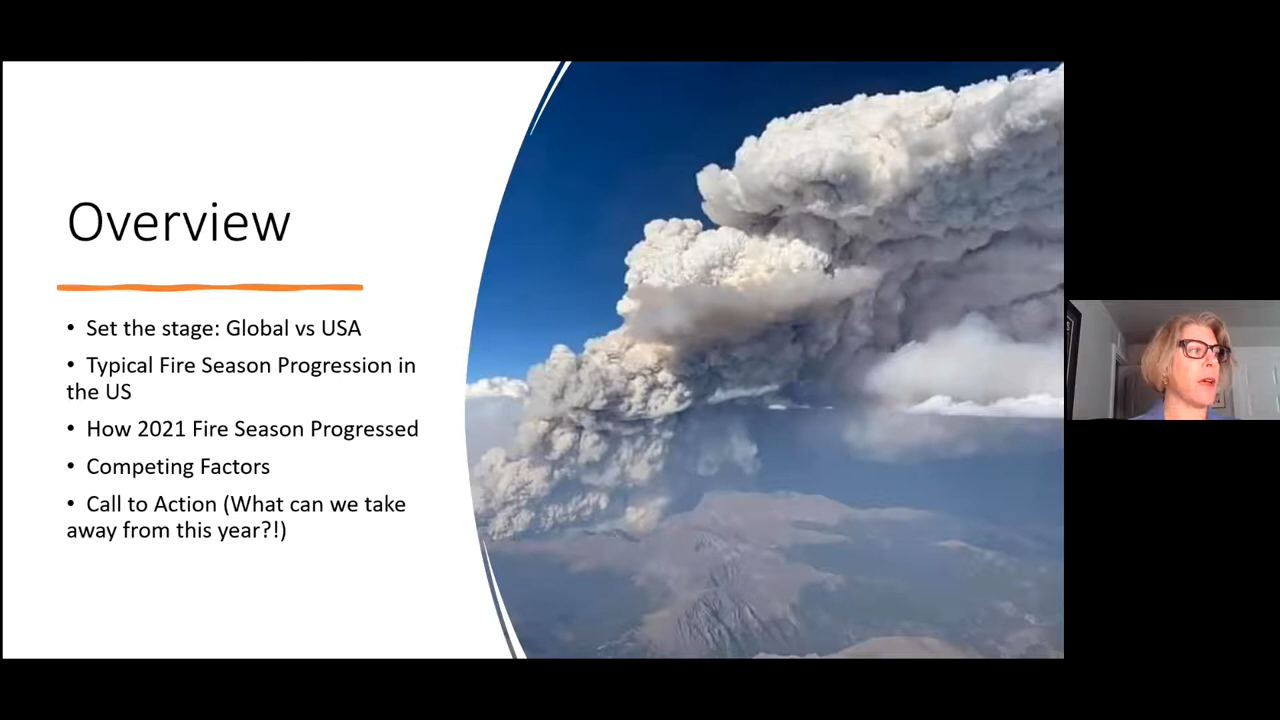 Overview
• Set the stage: Global vs USA
• Typical Fire Season Progression in
the US
• How 2021 Fire Season Progressed
• Competing Factors
• Call to Action (What can we take
away from this year?!)